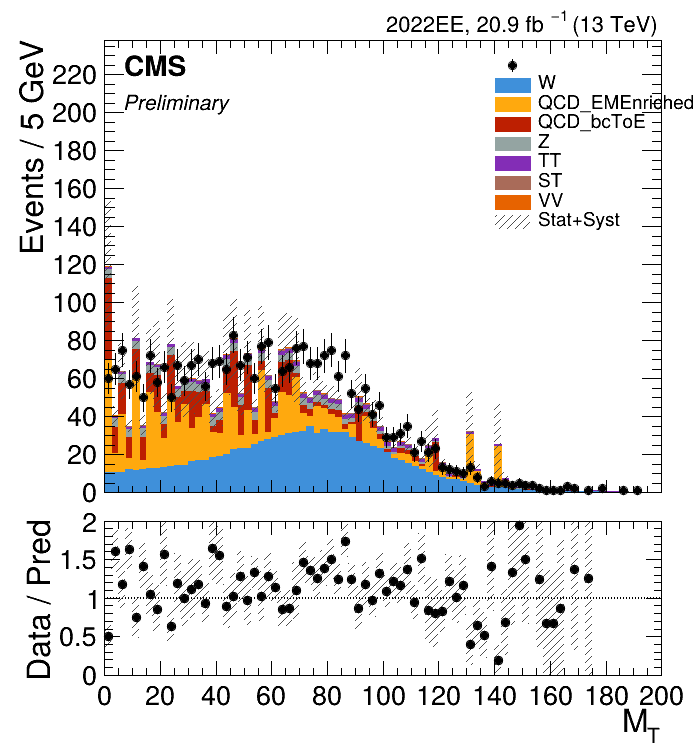 2022EE, 20.9 fb⁻¹ (13 TeV)
CMS
Preliminary
Events / 5 GeV
220
200
180
160
140
120
100
80
60
40
20
0
W
QCD_EMEnriched
QCD_bcToE
Z
TT
ST
VV
Stat+Syst
Data / Pred
2
1.5
1
0.5
0
0 20 40 60 80 100 120 140 160 180 200
M_T